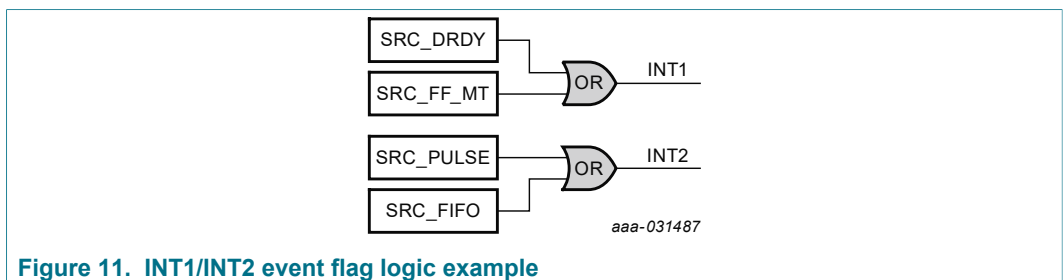 SRC_DRDY
SRC_FF_MT
OR
INT1
SRC_PULSE
SRC_FIFO
OR
INT2
aaa-031487
Figure 11. INT1/INT2 event flag logic example